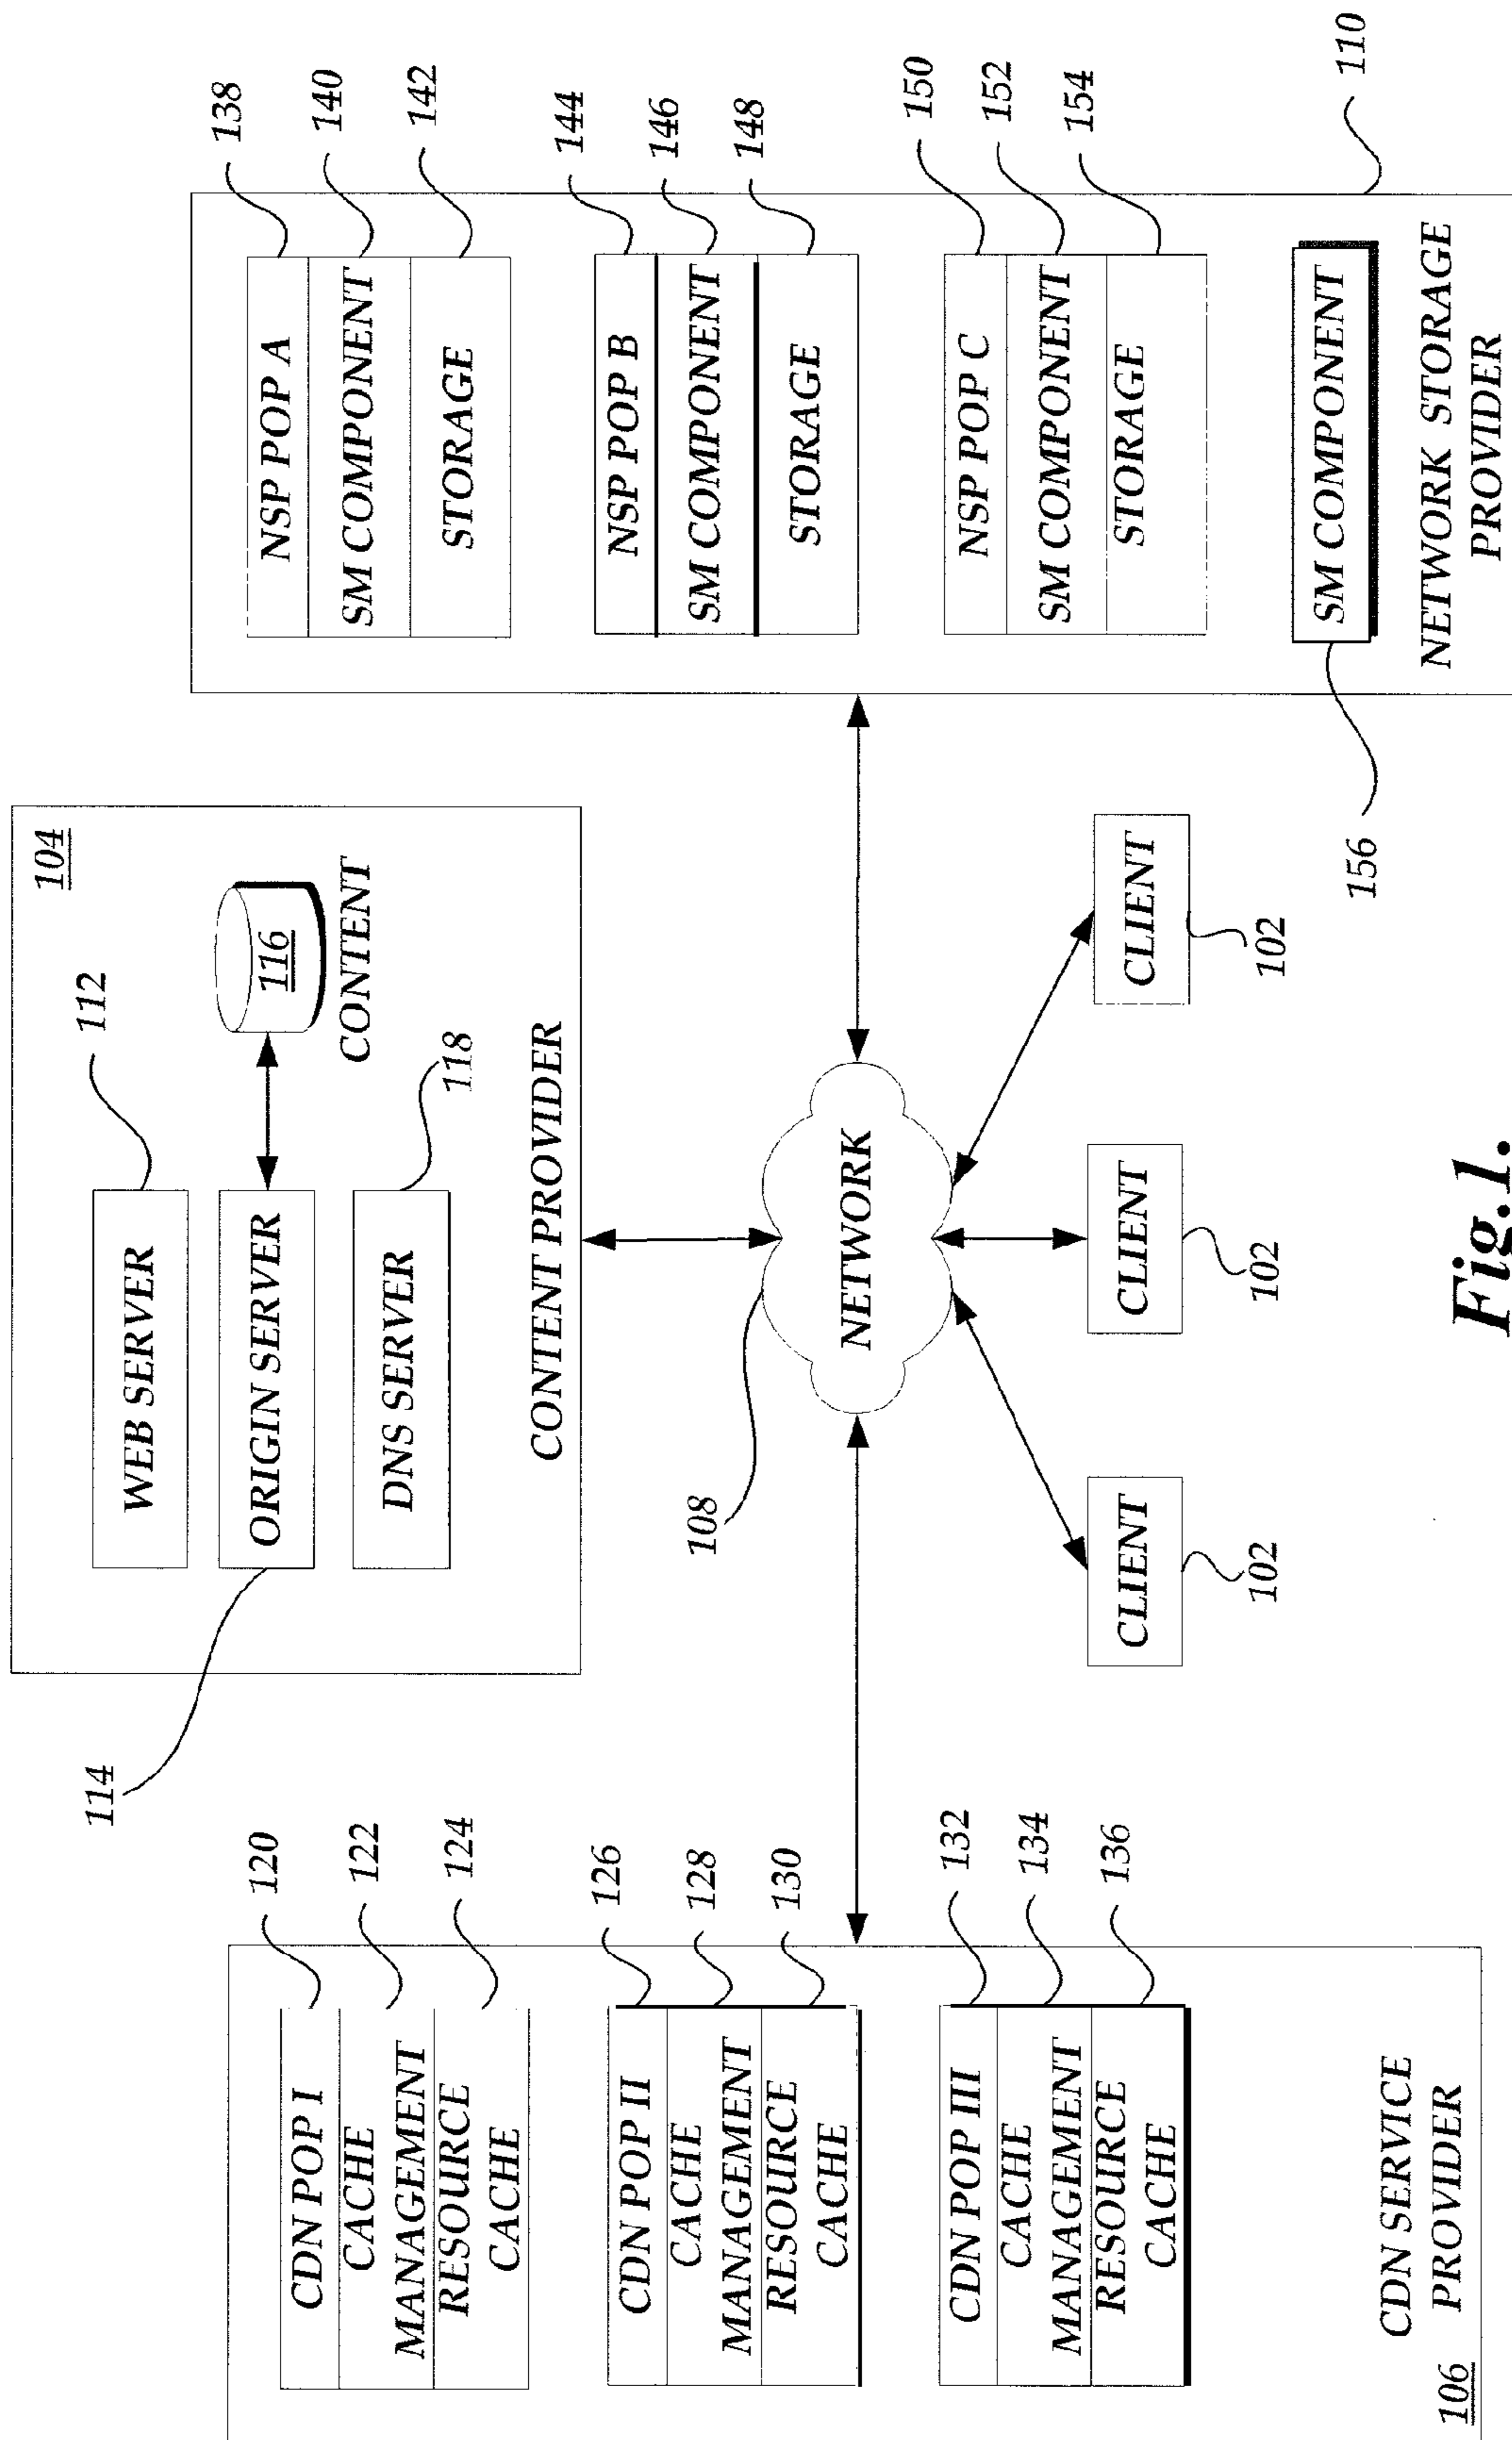 104
112
WEB SERVER
ORIGIN SERVER
116
CONTENT
114
DNS SERVER
118
CONTENT PROVIDER
120
CDN POP I
122
CACHE
MANAGEMENT
124
RESOURCE
CACHE
126
CDN POP II
128
CACHE
MANAGEMENT
130
RESOURCE
CACHE
132
CDN POP III
134
CACHE
MANAGEMENT
136
RESOURCE
CACHE
CDN SERVICE
PROVIDER
106
108
NETWORK
CLIENT
102
CLIENT
102
CLIENT
102
138
NSP POP A
140
SM COMPONENT
142
STORAGE
144
NSP POP B
146
SM COMPONENT
148
STORAGE
150
NSP POP C
152
SM COMPONENT
154
STORAGE
SM COMPONENT
156
110
NETWORK STORAGE
PROVIDER
Fig.1.